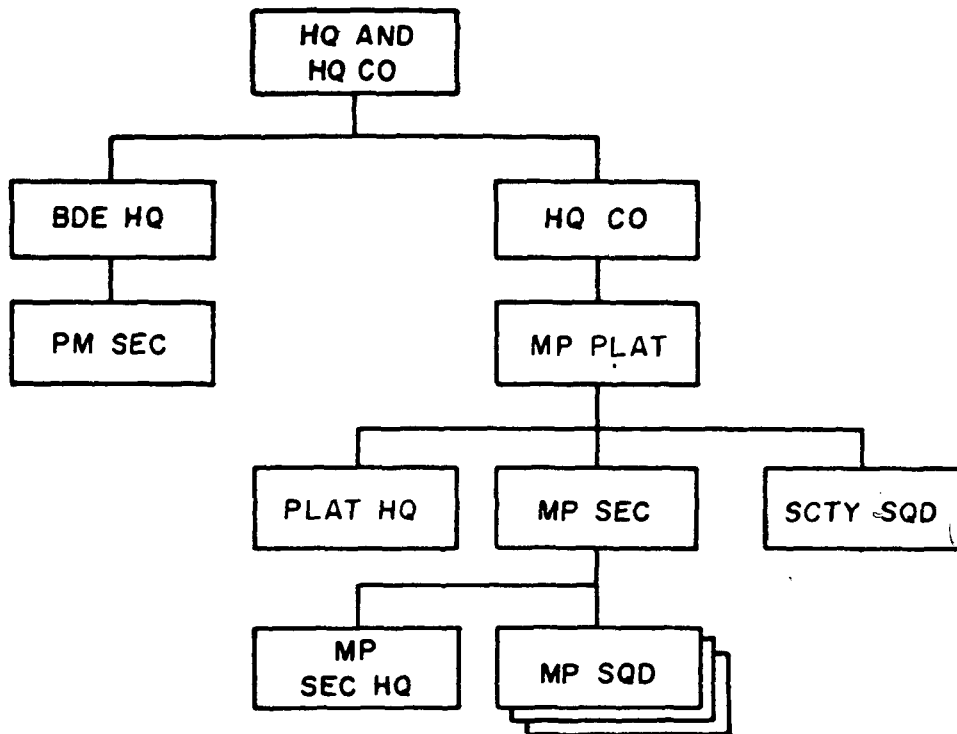 HQ AND
HQ CO
BDE HQ
HQ CO
PM SEC
MP PLAT
PLAT HQ
MP SEC
SCTY SQD
MP
SEC HQ
MP SQD